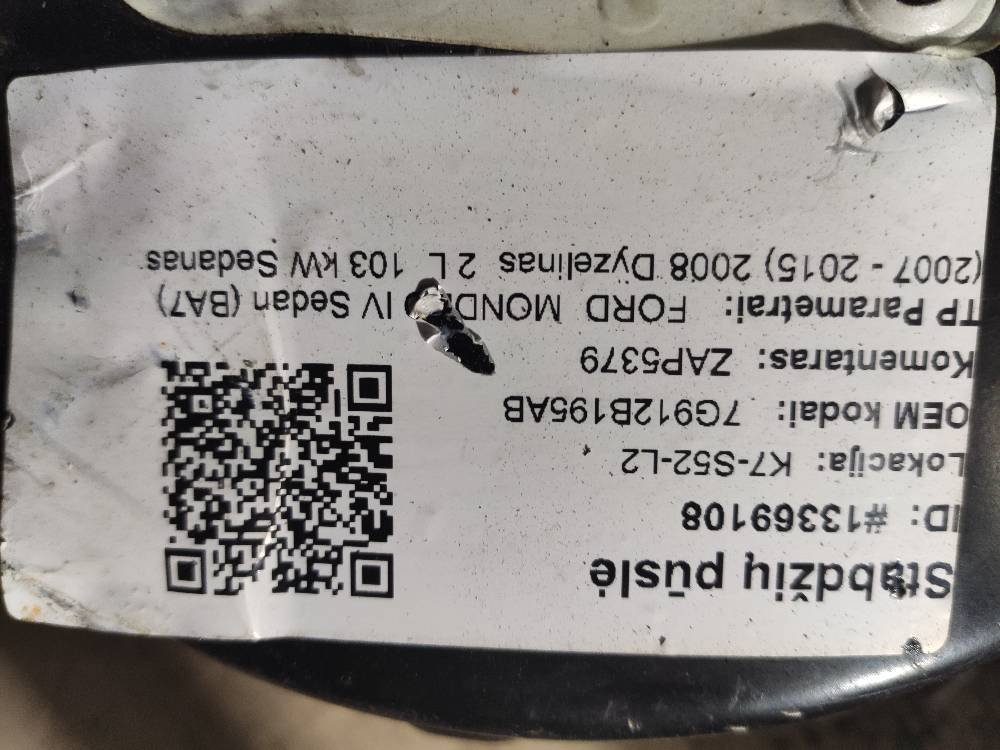 Stabdžių pūslė
ID: #13369108
Lokacija: K7-S52-L2
OEM kodai: 7G912B195AB
Komentaras: ZAP5379
TP Parametrai: FORD MONDEO IV Sedan (BA7)
(2007 - 2015) 2008 Dyzelinas 2 L 103 kW Sedanas